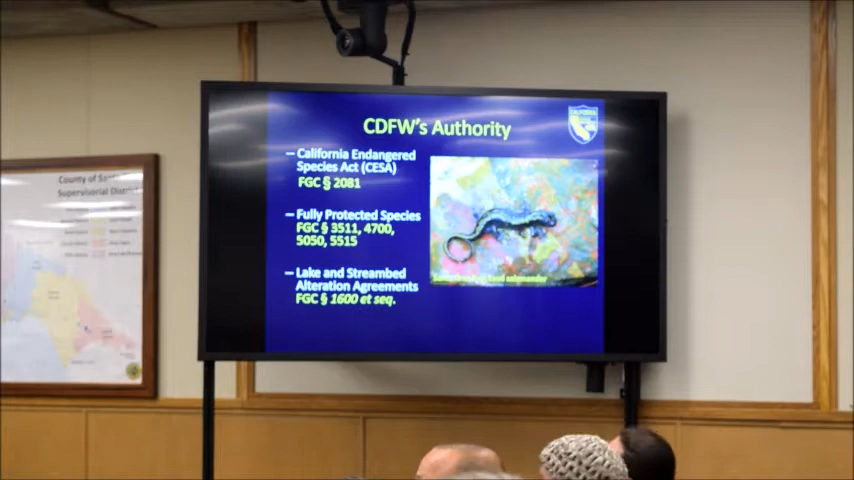 CDFW's Authority
– California Endangered
Species Act (CESA)
FGC § 2081
– Fully Protected Species
FGC § 3511, 4700,
5050, 5515
– Lake and Streambed
Alteration Agreements
FGC § 1600 et seq.
County of
Supervisorial